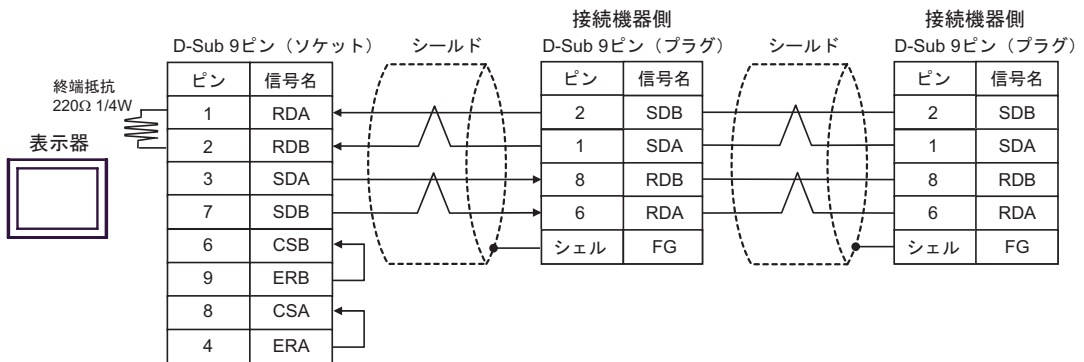 接続機器側 接続機器側
D-Sub 9ピン（ソケット） シールド D-Sub 9ピン（プラグ） シールド D-Sub 9ピン（プラグ）
終端抵抗
220Ω 1/4W
表示器
ピン 信号名
1 RDA
2 RDB
3 SDA
7 SDB
6 CSB
9 ERB
8 CSA
4 ERA
ピン 信号名
2 SDB
1 SDA
8 RDB
6 RDA
シェル FG
ピン 信号名
2 SDB
1 SDA
8 RDB
6 RDA
シェル FG